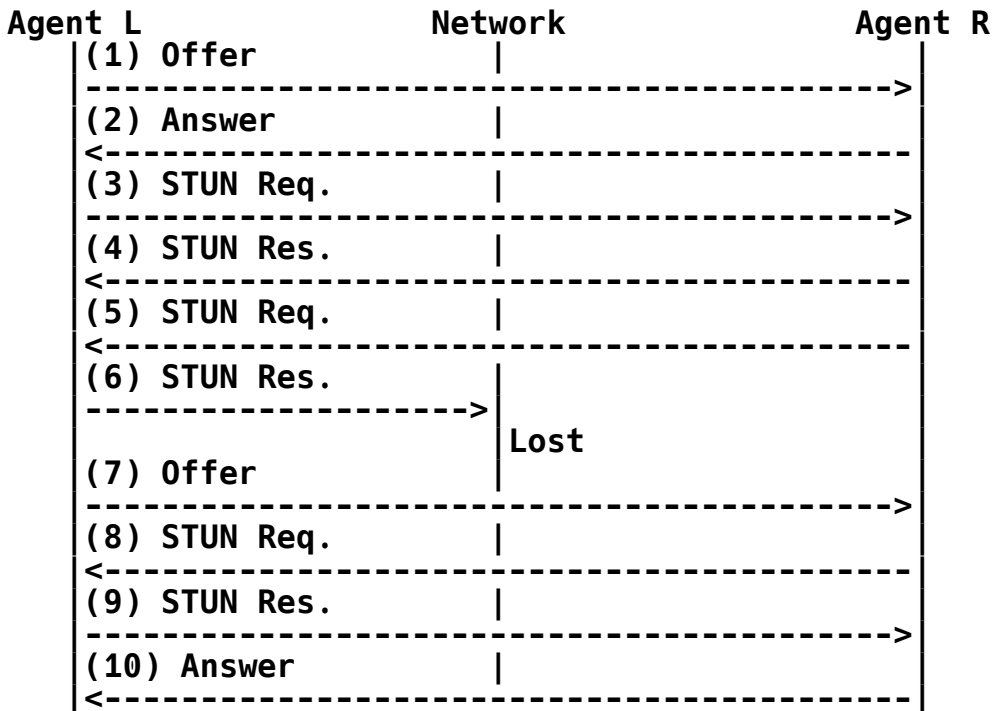 Agent L Network Agent R
(1) Offer
(2) Answer
(3) STUN Req.
(4) STUN Res.
(5) STUN Req.
(6) STUN Res.
Lost
(7) Offer
(8) STUN Req.
(9) STUN Res.
(10) Answer